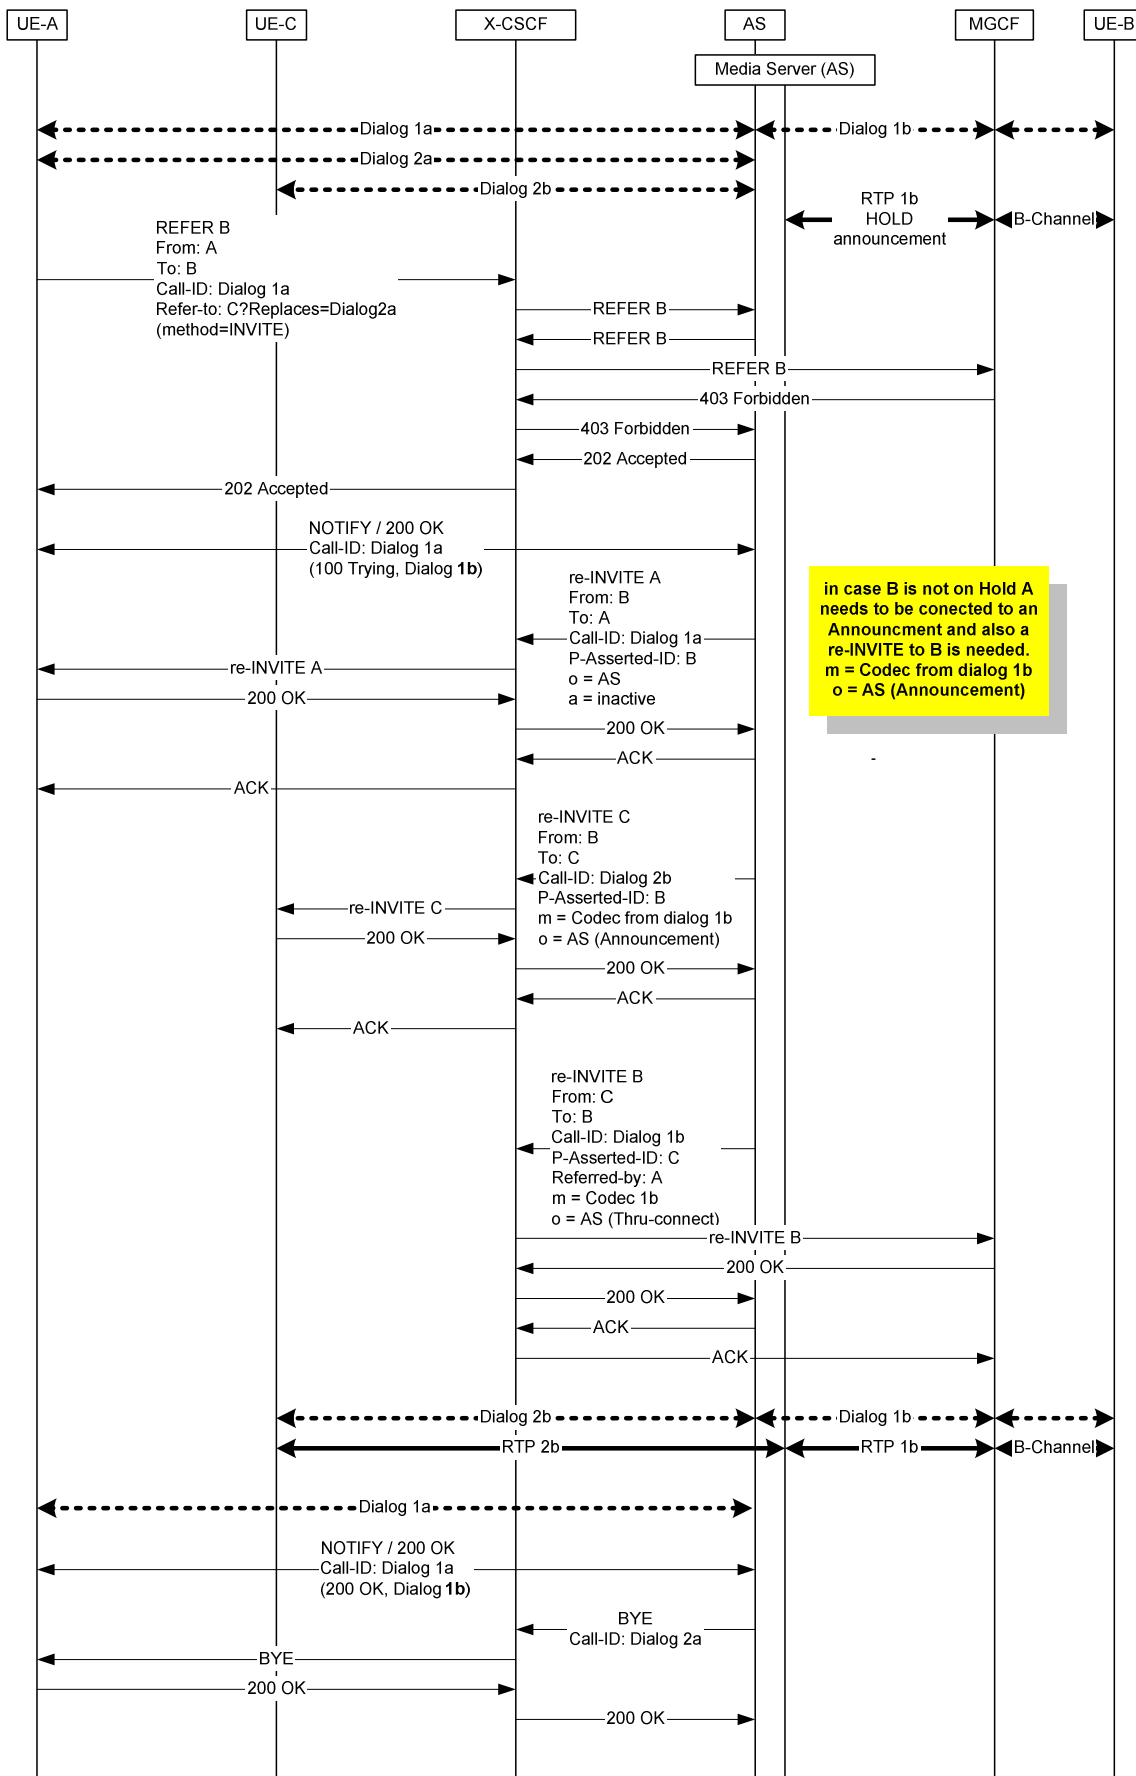 UE-A
UE-C
X-CSCF
AS
MGCF
UE-B
Media Server (AS)
Dialog 1a
Dialog 1b
Dialog 2a
Dialog 2b
RTP 1b
HOLD
announcement
B-Channel
REFER B
From: A
To: B
Call-ID: Dialog 1a
Refer-to: C?Replaces=Dialog2a
(method=INVITE)
REFER B
REFER B
REFER B
403 Forbidden
403 Forbidden
202 Accepted
202 Accepted
NOTIFY / 200 OK
Call-ID: Dialog 1a
(100 Trying, Dialog 1b)
re-INVITE A
From: B
To: A
Call-ID: Dialog 1a
P-Asserted-ID: B
o = AS
a = inactive
in case B is not on Hold A
needs to be conected to an
Announcment and also a
re-INVITE to B is needed.
m = Codec from dialog 1b
o = AS (Announcement)
re-INVITE A
200 OK
200 OK
ACK
-
ACK
re-INVITE C
From: B
To: C
Call-ID: Dialog 2b
P-Asserted-ID: B
m = Codec from dialog 1b
o = AS (Announcement)
re-INVITE C
200 OK
200 OK
ACK
ACK
re-INVITE B
From: C
To: B
Call-ID: Dialog 1b
P-Asserted-ID: C
Referred-by: A
m = Codec 1b
o = AS (Thru-connect)
re-INVITE B
200 OK
200 OK
ACK
ACK
Dialog 2b
Dialog 1b
RTP 2b
RTP 1b
B-Channel
Dialog 1a
NOTIFY / 200 OK
Call-ID: Dialog 1a
(200 OK, Dialog 1b)
BYE
Call-ID: Dialog 2a
BYE
200 OK
200 OK